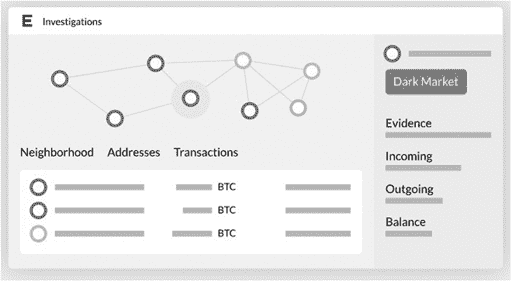 E Investigations
Dark Market
Neighborhood Addresses Transactions
BTC
BTC
BTC
Evidence
Incoming
Outgoing
Balance